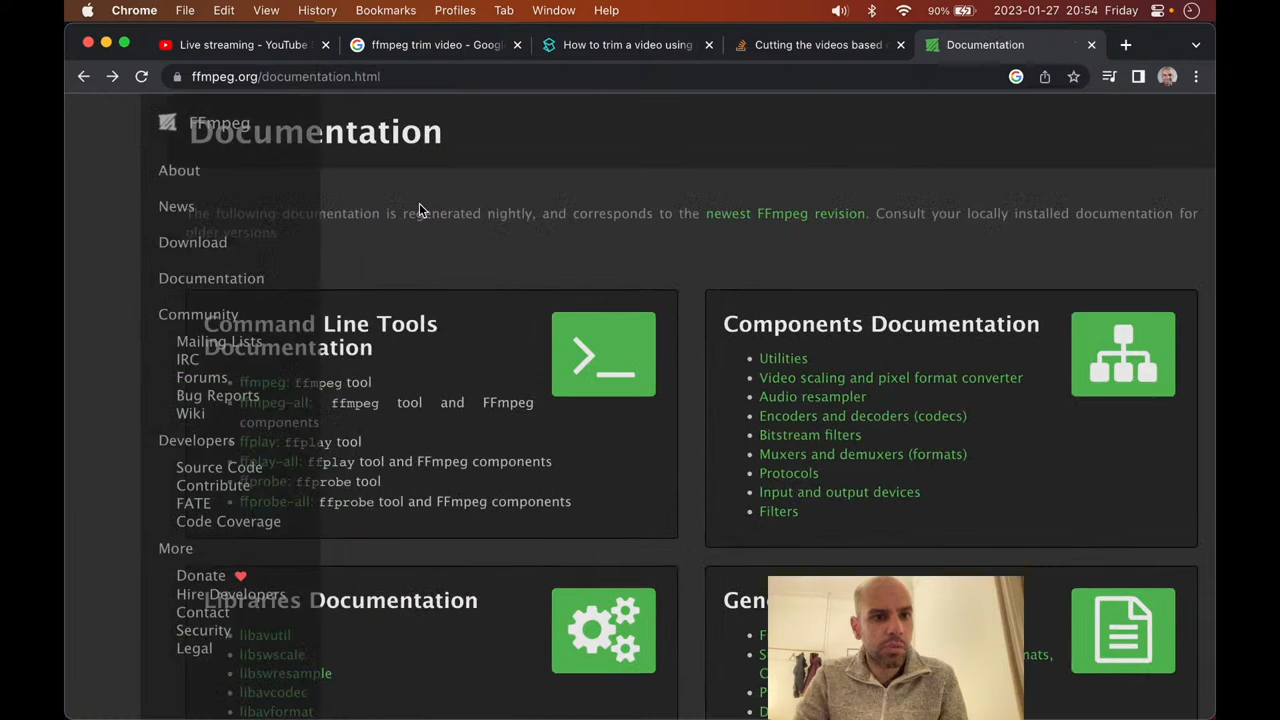 Chrome File Edit View History Bookmarks Profiles Tab Window Help 90% 2023-01-27 20:54 Friday
Live streaming - YouTube S
ffmpeg trim video - Googl
How to trim a video using
Cutting the videos based o
Documentation
ffmpeg.org/documentation.html
FFmpeg
About
News
Download
Documentation
Community
Mailing Lists
IRC
Forums
Bug Reports
Wiki
Developers
Source Code
Contribute
FATE
Code Coverage
More
Donate
Hire Developers
Contact
Security
Legal
Documentation
The following documentation is regenerated nightly, and corresponds to the newest FFmpeg revision. Consult your locally installed documentation for
older versions
Command Line Tools
Documentation
ffmpeg: ffmpeg tool
ffmpeg-all: ffmpeg tool and FFmpeg
components
ffplay: ffplay tool
ffplay-all: ffplay tool and FFmpeg components
ffprobe: ffprobe tool
ffprobe-all: ffprobe tool and FFmpeg components
Components Documentation
Utilities
Video scaling and pixel format converter
Audio resampler
Encoders and decoders (codecs)
Bitstream filters
Muxers and demuxers (formats)
Protocols
Input and output devices
Filters
Libraries Documentation
libavutil
libswscale
libswresample
libavcodec
libavformat
Gen
F
S mats,
C
P
D